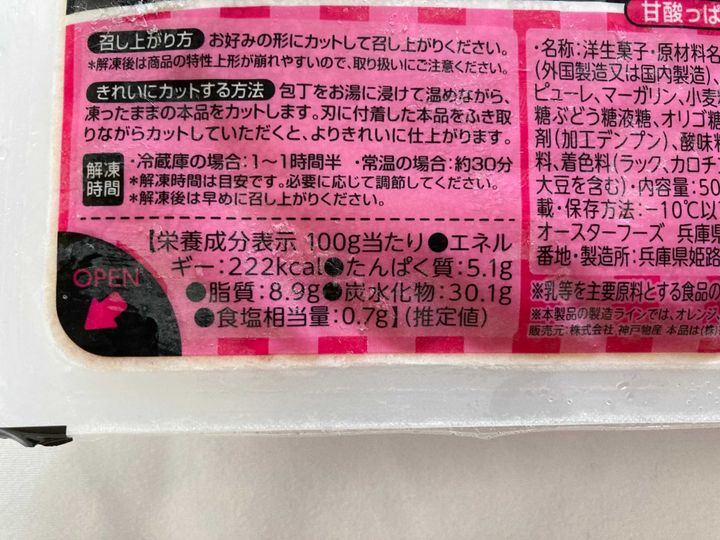 甘酸っぱ
召し上がり方 お好みの形にカットして召し上がりください。
*解凍後は商品の特性上形が崩れやすいので、取り扱いにご注意ください。
きれいにカットする方法 包丁をお湯に浸けて温めながら、
凍ったままの本品をカットします。刃に付着した本品をふき取
りながらカットしていただくと、よりきれいに仕上がります。
解凍時間
・冷蔵庫の場合:1〜1時間半 ・常温の場合:約30分
*解凍時間は目安です。必要に応じて調節してください。
*解凍後は早めに召し上がりください。
【栄養成分表示 100g当たり●エネル
ギー:222kcal●たんぱく質:5.1g
●脂質:8.9g●炭水化物:30.1g
●食塩相当量:0.7g】(推定値)
OPEN
・名称:洋生菓子・原材料名
(外国製造又は国内製造)、
ピューレ、マーガリン、小麦粉
糖ぶどう糖液糖、オリゴ糖
剤(加工デンプン)、酸味料
料、着色料(ラック、カロチ
大豆を含む)・内容量:50
載・保存方法:−10℃以
オースターフーズ 兵庫県
番地・製造所:兵庫県姫路
※乳等を主要原料とする食品の
※本製品の製造ラインでは、オレンジ
販売元:株式会社 神戸物産 本品は(株)